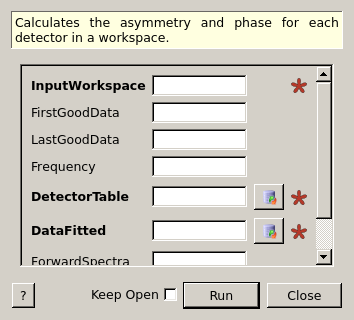 Calculates the asymmetry and phase for each
detector in a workspace.
InputWorkspace
FirstGoodData
LastGoodData
Frequency
DetectorTable
DataFitted
ForwardSpectra
? Keep Open Run Close